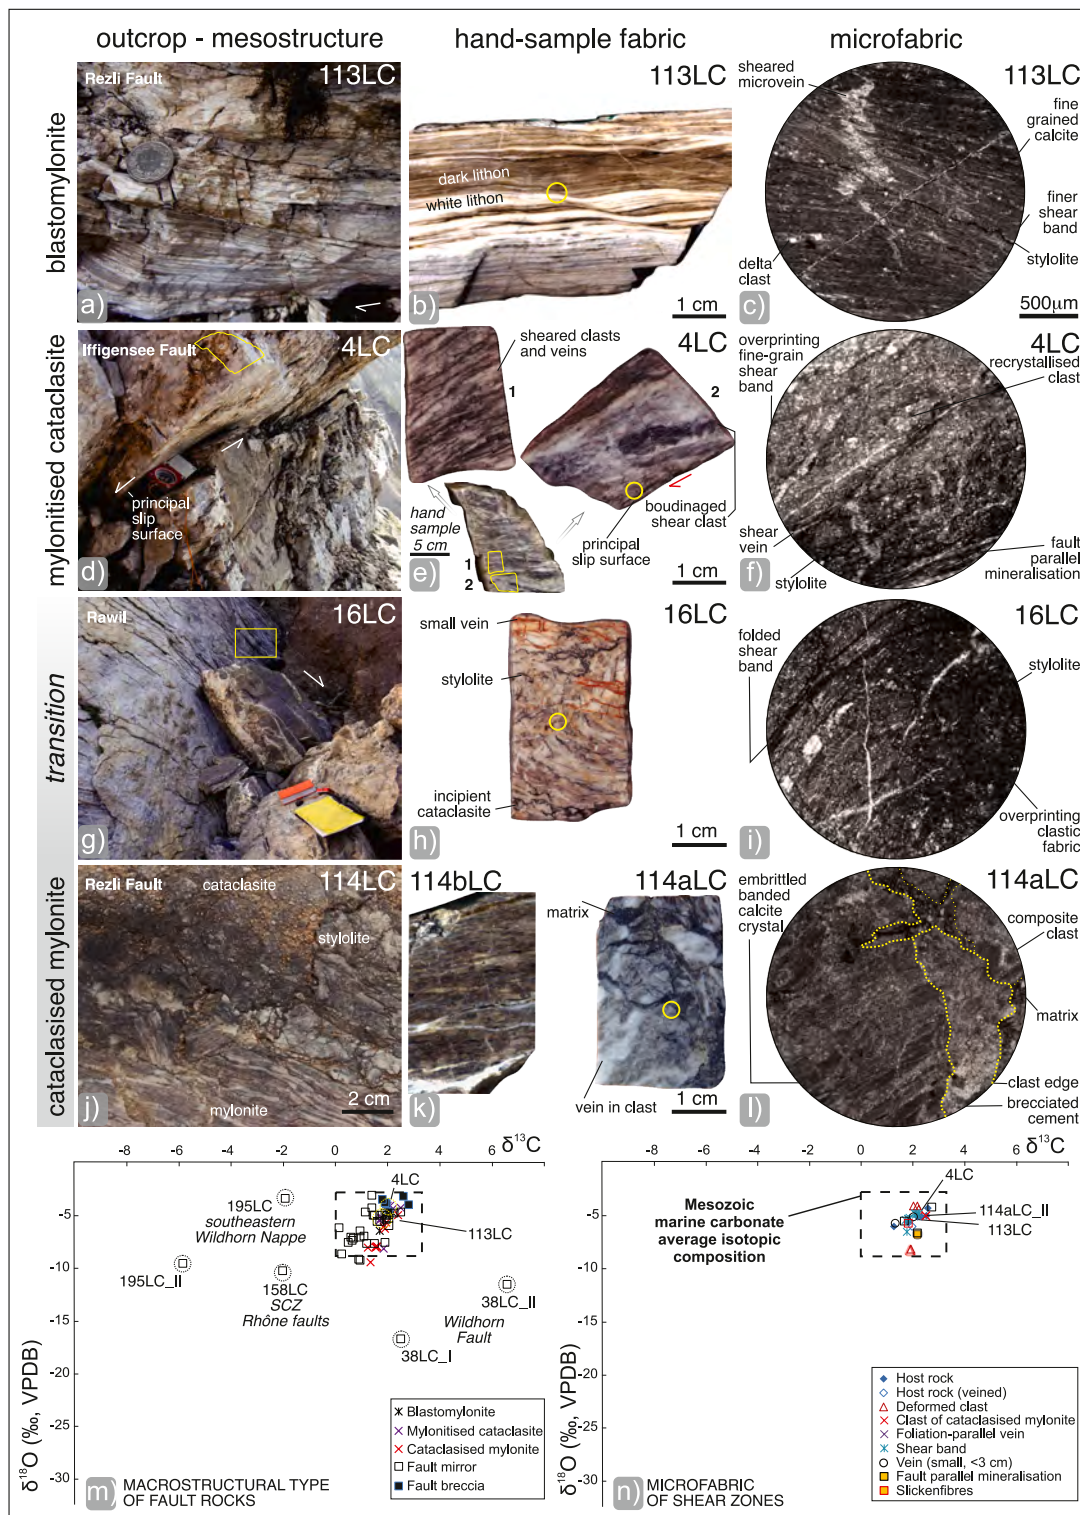 outcrop - mesostructure
hand-sample fabric
microfabric
blastomylonite
Rezli Fault
113LC
a)
113LC
dark lithon
white lithon
b)
1 cm
113LC
sheared
microvein
fine
grained
calcite
finer
shear
band
stylolite
delta
clast
c)
500µm
mylonitised cataclasite
Iffigensee Fault
4LC
principal
slip
surface
d)
4LC
sheared clasts
and veins
1
2
hand
sample
5 cm
1
2
boudinaged
shear clast
principal
slip surface
e)
1 cm
4LC
overprinting
fine-grain
shear
band
recrystallised
clast
shear
vein
stylolite
fault
parallel
mineralisation
f)
transition
Rawil
16LC
g)
16LC
small vein
stylolite
incipient
cataclasite
h)
1 cm
16LC
folded
shear
band
stylolite
overprinting
clastic
fabric
i)
cataclasised mylonite
Rezli Fault
114LC
cataclasite
stylolite
mylonite
j)
2 cm
114bLC
k)
114aLC
matrix
vein in clast
1 cm
114aLC
embrittled
banded
calcite
crystal
composite
clast
matrix
clast edge
brecciated
cement
l)
δ13C
-8 -6 -4 -2 0 2 4 6
-5
-10
-15
-20
-25
-30
δ18O (‰, VPDB)
4LC
113LC
195LC
southeastern
Wildhorn Nappe
195LC_II
158LC
SCZ
Rhône faults
38LC_II
Wildhorn
Fault
38LC_I
Blastomylonite
Mylonitised cataclasite
Cataclasised mylonite
Fault mirror
Fault breccia
m) MACROSTRUCTURAL TYPE
OF FAULT ROCKS
δ13C
-8 -6 -4 -2 0 2 4 6
-5
-10
-15
-20
-25
-30
δ18O (‰, VPDB)
Mesozoic
marine carbonate
average isotopic
composition
4LC
114aLC_II
113LC
Host rock
Host rock (veined)
Deformed clast
Clast of cataclasised mylonite
Foliation-parallel vein
Shear band
Vein (small, <3 cm)
Fault parallel mineralisation
Slickenfibres
n) MICROFABRIC
OF SHEAR ZONES